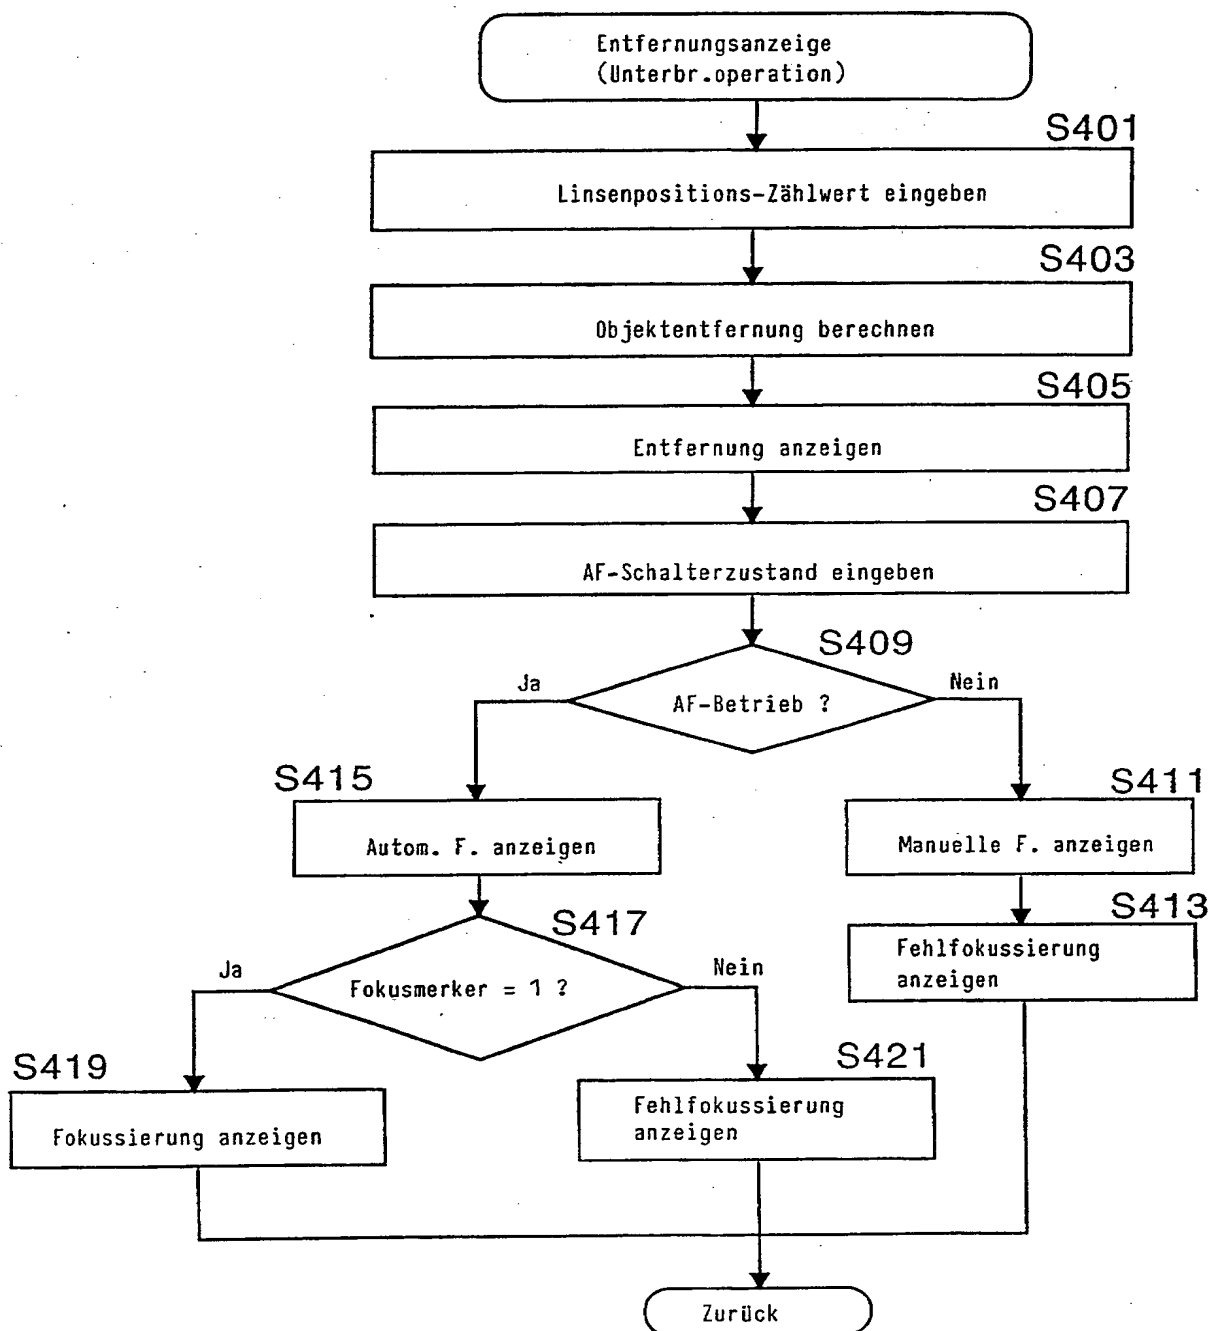 Entfernungsanzeige
(Unterbr.operation)
S401
Linsenpositions-Zählwert eingeben
S403
Objektentfernung berechnen
S405
Entfernung anzeigen
S407
AF-Schalterzustand eingeben
S409
Ja
AF-Betrieb ?
Nein
S415
Autom. F. anzeigen
S411
Manuelle F. anzeigen
S417
Ja
Fokusmerker = 1 ?
Nein
S413
Fehlfokussierung
anzeigen
S419
Fokussierung anzeigen
S421
Fehlfokussierung
anzeigen
Zurück